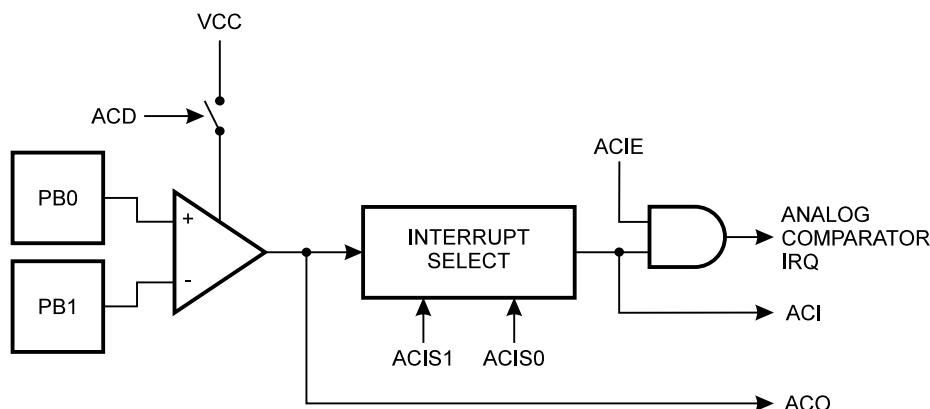 VCC
ACD
ACIE
PB0
+
INTERRUPT
SELECT
ANALOG
COMPARATOR
IRQ
PB1
-
ACI
ACIS1 ACIS0
ACO